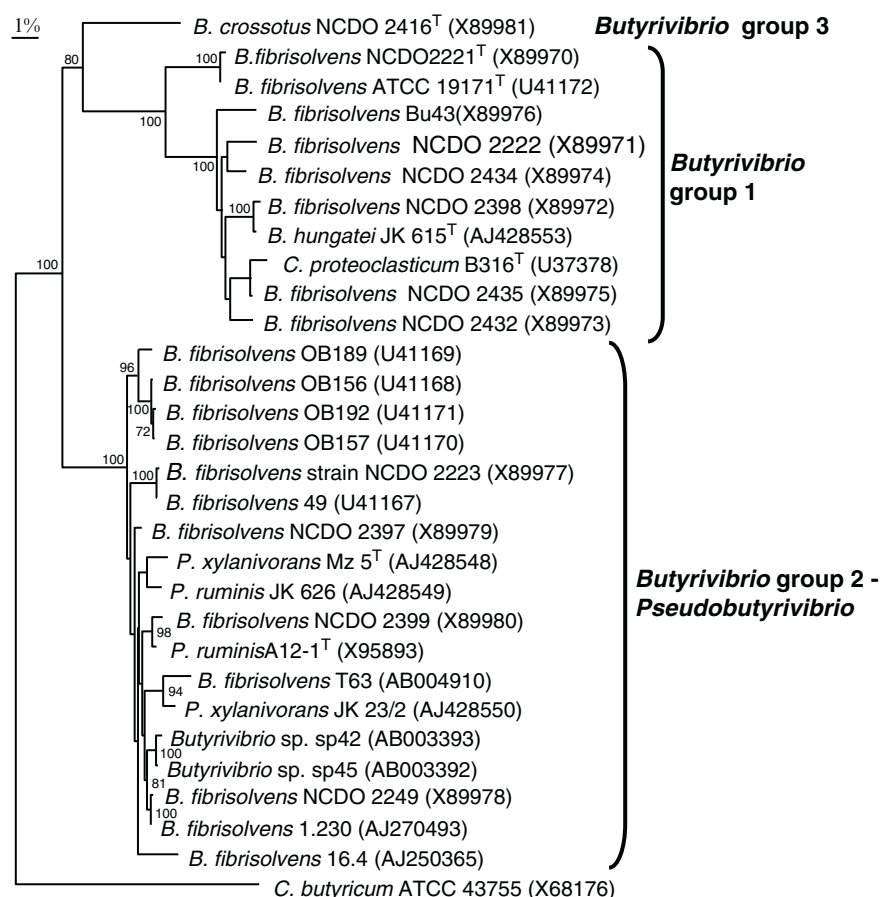 1%
B. crossotus NCDO 2416T (X89981)
Butyrivibrio group 3
80
100
B.fibrisolvens NCDO2221T (X89970)
B. fibrisolvens ATCC 19171T (U41172)
100
B. fibrisolvens Bu43(X89976)
100
B. fibrisolvens NCDO 2222 (X89971)
B. fibrisolvens NCDO 2434 (X89974)
Butyrivibrio
group 1
100
B. fibrisolvens NCDO 2398 (X89972)
B. hungatei JK 615T (AJ428553)
C. proteoclasticum B316T (U37378)
100
B. fibrisolvens NCDO 2435 (X89975)
B. fibrisolvens NCDO 2432 (X89973)
B. fibrisolvens OB189 (U41169)
96
B. fibrisolvens OB156 (U41168)
100
B. fibrisolvens OB192 (U41171)
72
B. fibrisolvens OB157 (U41170)
100
B. fibrisolvens strain NCDO 2223 (X89977)
100
B. fibrisolvens 49 (U41167)
B. fibrisolvens NCDO 2397 (X89979)
P. xylanivorans Mz 5T (AJ428548)
P. ruminis JK 626 (AJ428549)
Butyrivibrio group 2 -
Pseudobutyrivibrio
B. fibrisolvens NCDO 2399 (X89980)
98
P. ruminisA12-1T (X95893)
B. fibrisolvens T63 (AB004910)
94
P. xylanivorans JK 23/2 (AJ428550)
Butyrivibrio sp. sp42 (AB003393)
100
Butyrivibrio sp. sp45 (AB003392)
81
B. fibrisolvens NCDO 2249 (X89978)
100
B. fibrisolvens 1.230 (AJ270493)
B. fibrisolvens 16.4 (AJ250365)
C. butyricum ATCC 43755 (X68176)